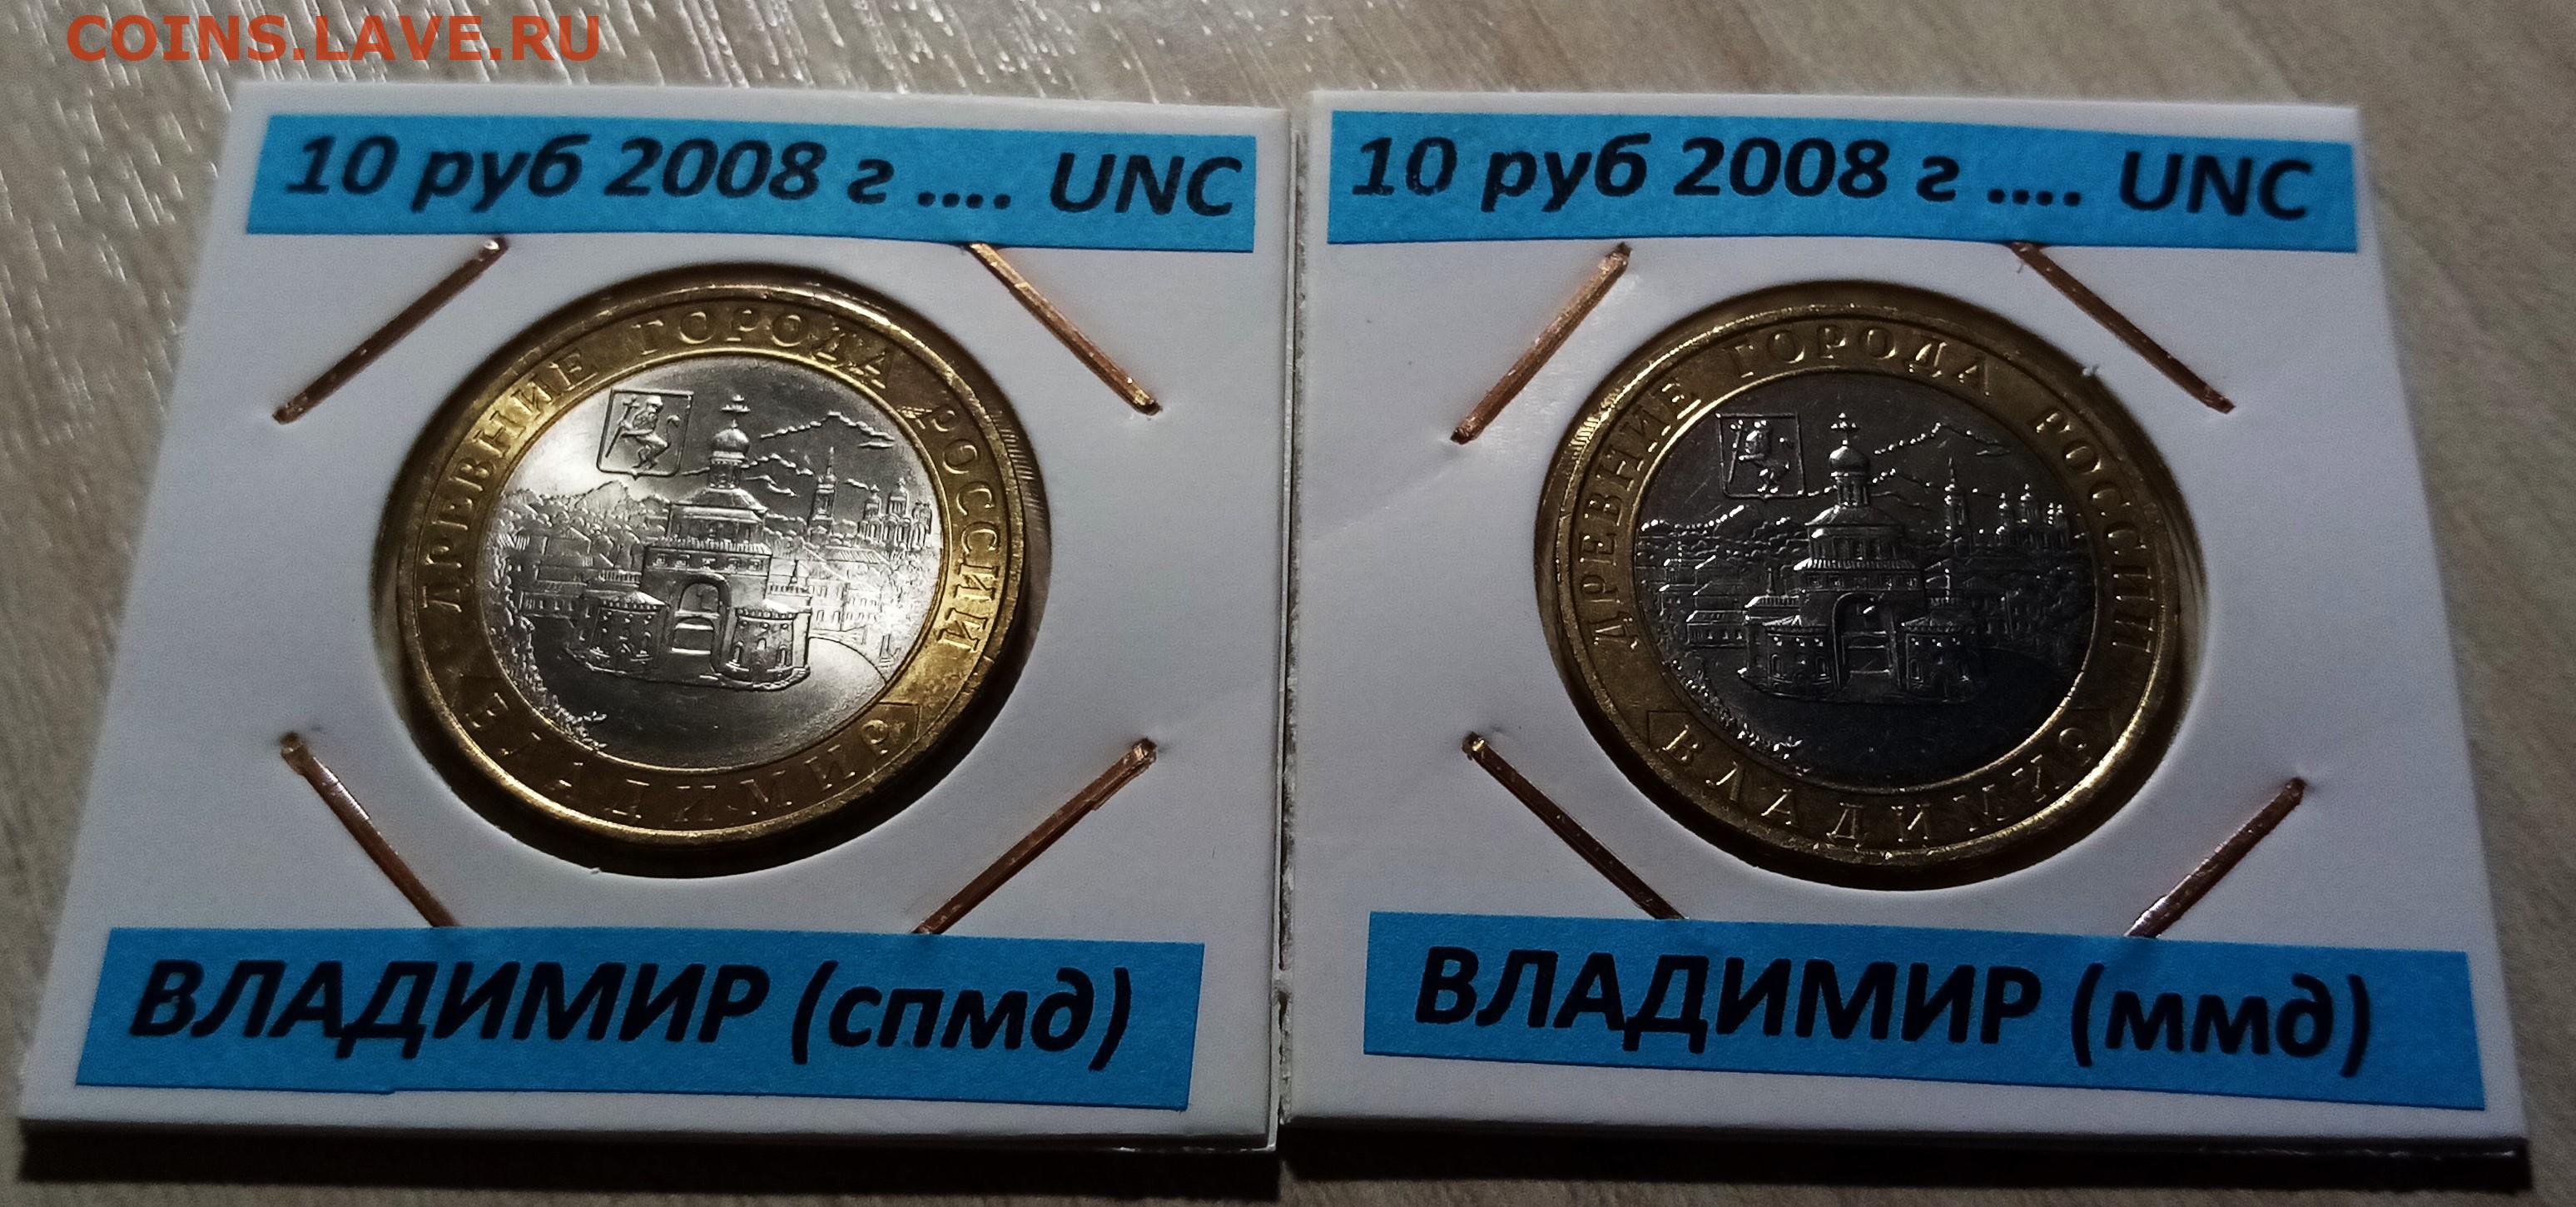 COINS.LAVE.RU
10 руб 2008 г .... UNC
ДРЕВНИЕ ГОРОДА РОССИИ
ВЛАДИМИР
ВЛАДИМИР (спмд)
10 руб 2008 г .... UNC
ДРЕВНИЕ ГОРОДА РОССИИ
ВЛАДИМИР
ВЛАДИМИР (ммд)